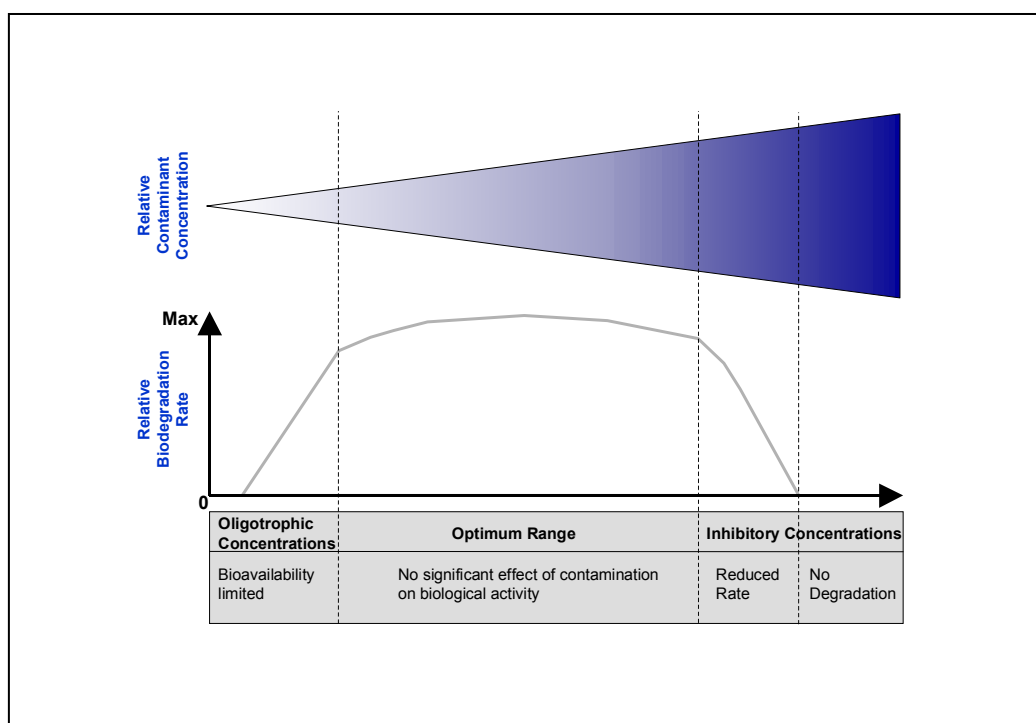 Relative
Contaminant
Concentration
Max
Relative
Biodegradation
Rate
0
Oligotrophic
Concentrations
Optimum Range
Inhibitory Concentrations
Bioavailability
limited
No significant effect of contamination
on biological activity
Reduced
Rate
No
Degradation